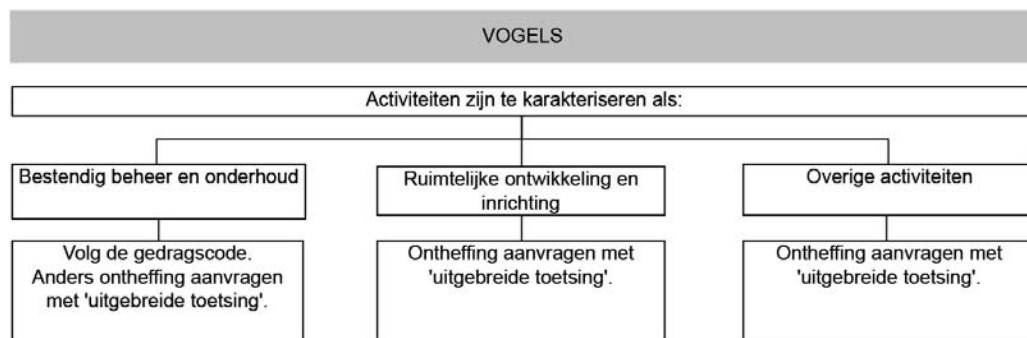 VOGELS
Activiteiten zijn te karakteriseren als:
Bestendig beheer en onderhoud
Ruimtelijke ontwikkeling en
inrichting
Overige activiteiten
Volg de gedragscode.
Anders ontheffing aanvragen
met 'uitgebreide toetsing'.
Ontheffing aanvragen met
'uitgebreide toetsing'.
Ontheffing aanvragen met
'uitgebreide toetsing'.